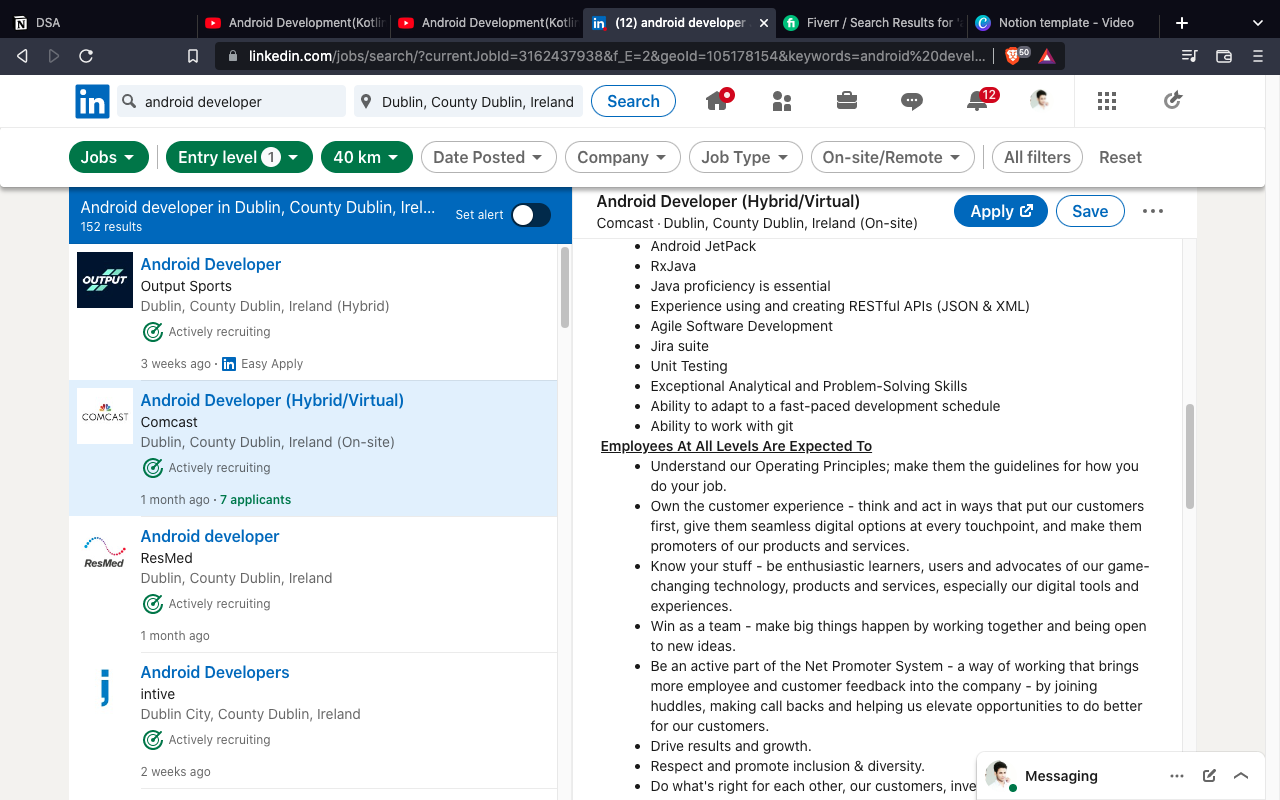 DSA
Android Development(Kotlin
Android Development(Kotlin
(12) android developer
Fiverr / Search Results for
Notion template - Video
linkedin.com/jobs/search/?currentJobId=3162437938&f_E=2&geoId=105178154&keywords=android%20devel...
50
in
android developer
Dublin, County Dublin, Ireland
Search
12
Jobs
Entry level 1
40 km
Date Posted
Company
Job Type
On-site/Remote
All filters
Reset
Android developer in Dublin, County Dublin, Irel...
152 results
Set alert
OUTPUT
Android Developer
Output Sports
Dublin, County Dublin, Ireland (Hybrid)
Actively recruiting
3 weeks ago · in Easy Apply
COMCAST
Android Developer (Hybrid/Virtual)
Comcast
Dublin, County Dublin, Ireland (On-site)
Actively recruiting
1 month ago · 7 applicants
ResMed
Android developer
ResMed
Dublin, County Dublin, Ireland
Actively recruiting
1 month ago
Android Developers
intive
Dublin City, County Dublin, Ireland
Actively recruiting
2 weeks ago
Android Developer (Hybrid/Virtual)
Comcast · Dublin, County Dublin, Ireland (On-site)
Apply
Save
• Android JetPack
• RxJava
• Java proficiency is essential
• Experience using and creating RESTful APIs (JSON & XML)
• Agile Software Development
• Jira suite
• Unit Testing
• Exceptional Analytical and Problem-Solving Skills
• Ability to adapt to a fast-paced development schedule
• Ability to work with git
Employees At All Levels Are Expected To
• Understand our Operating Principles; make them the guidelines for how you
do your job.
• Own the customer experience - think and act in ways that put our customers
first, give them seamless digital options at every touchpoint, and make them
promoters of our products and services.
• Know your stuff - be enthusiastic learners, users and advocates of our game-
changing technology, products and services, especially our digital tools and
experiences.
• Win as a team - make big things happen by working together and being open
to new ideas.
• Be an active part of the Net Promoter System - a way of working that brings
more employee and customer feedback into the company - by joining
huddles, making call backs and helping us elevate opportunities to do better
for our customers.
• Drive results and growth.
• Respect and promote inclusion & diversity.
• Do what's right for each other, our customers, inve
Messaging